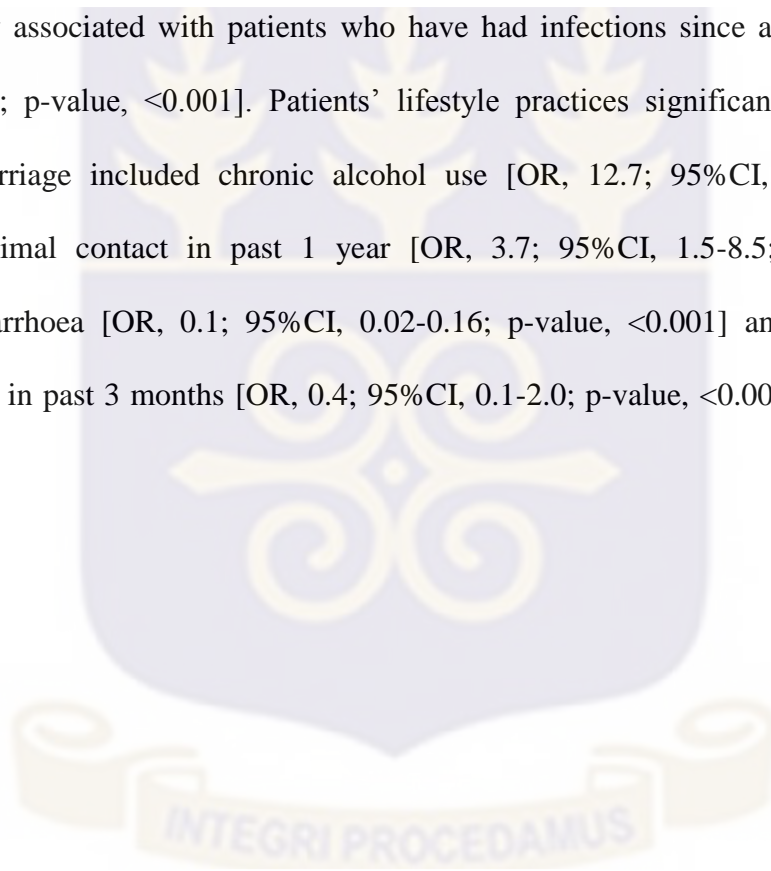 associated with patients who have had infections since a
; p-value, <0.001]. Patients’ lifestyle practices significan
rriage included chronic alcohol use [OR, 12.7; 95%CI,
imal contact in past 1 year [OR, 3.7; 95%CI, 1.5-8.5;
arrhoea [OR, 0.1; 95%CI, 0.02-0.16; p-value, <0.001] an
in past 3 months [OR, 0.4; 95%CI, 0.1-2.0; p-value, <0.00
INTEGRI PROCEDAMUS